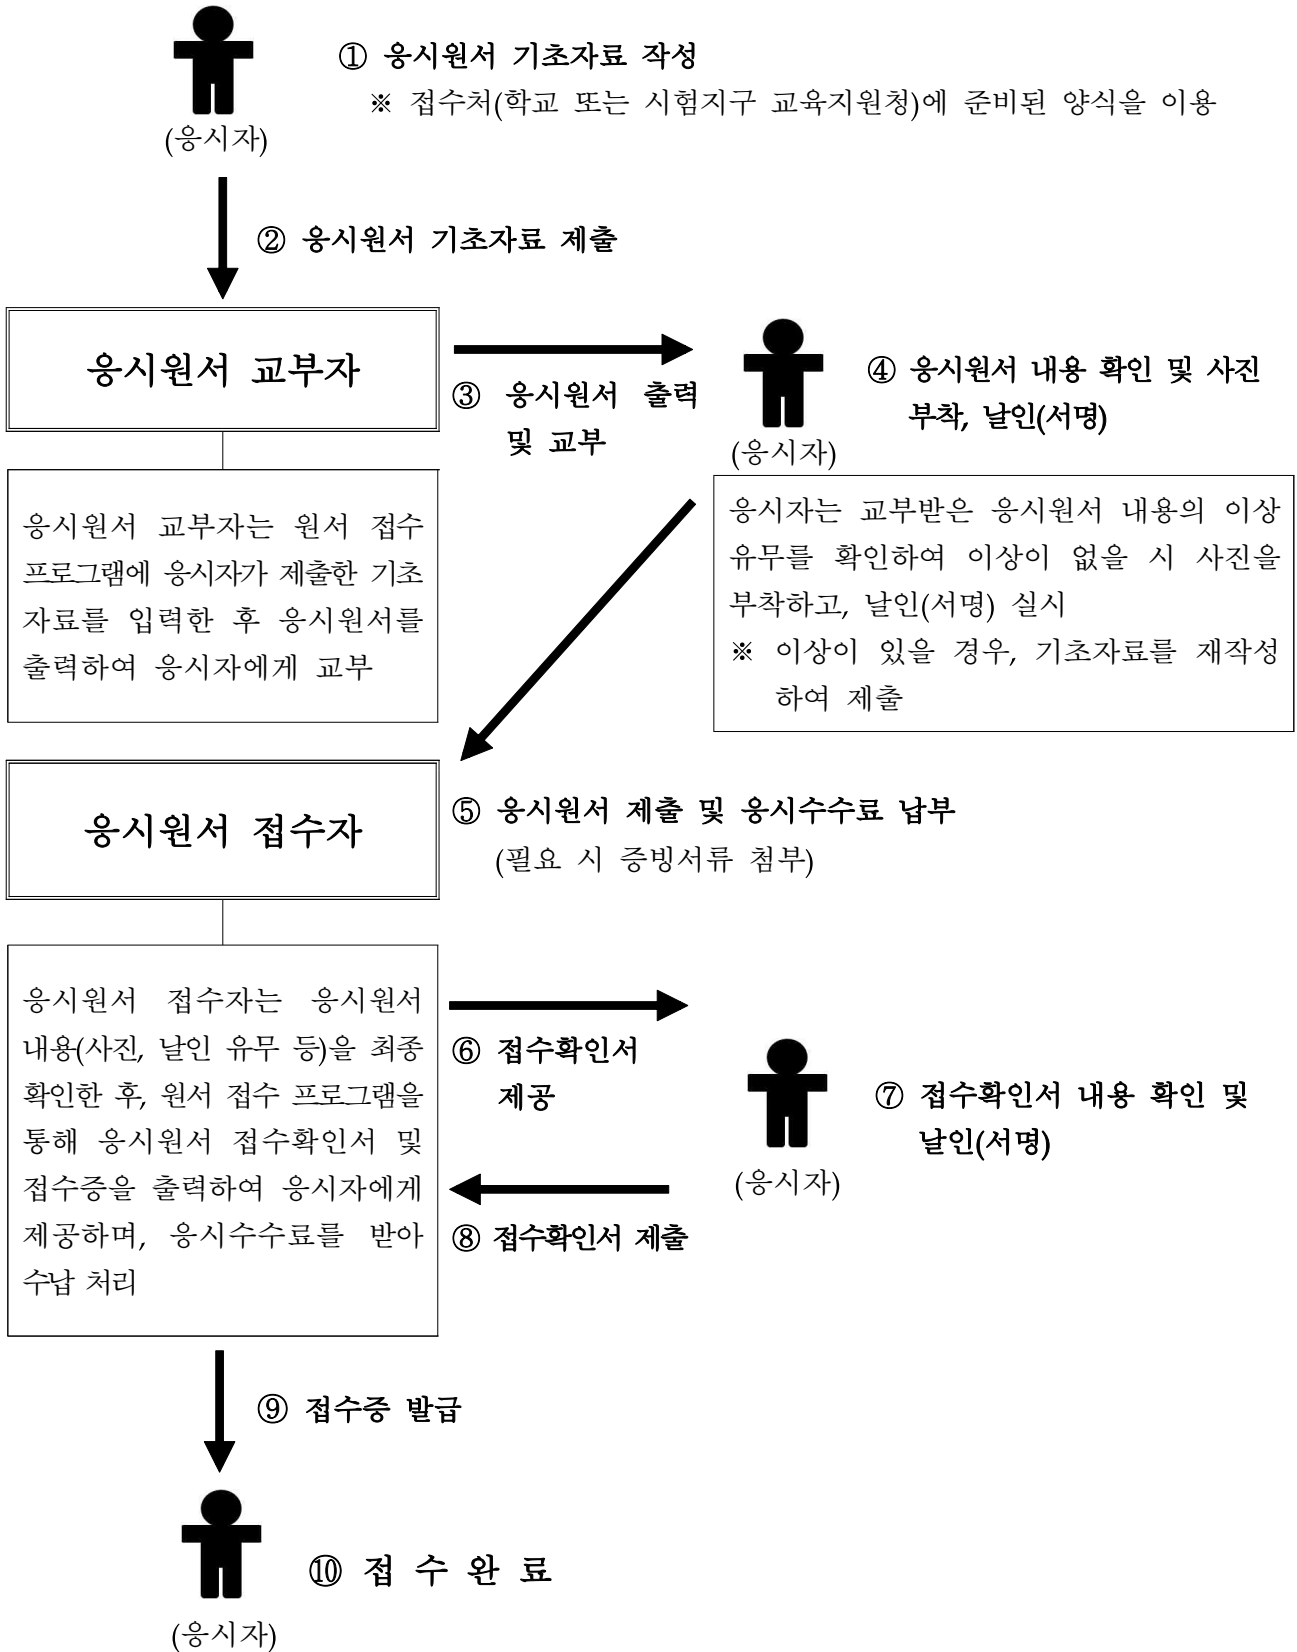 ① 응시원서 기초자료 작성
※ 접수처(학교 또는 시험지구 교육지원청)에 준비된 양식을 이용
(응시자)
② 응시원서 기초자료 제출
응시원서 교부자
③ 응시원서 출력
및 교부
(응시자)
④ 응시원서 내용 확인 및 사진
부착, 날인(서명)
응시원서 교부자는 원서 접수
프로그램에 응시자가 제출한 기초
자료를 입력한 후 응시원서를
출력하여 응시자에게 교부
응시자는 교부받은 응시원서 내용의 이상
유무를 확인하여 이상이 없을 시 사진을
부착하고, 날인(서명) 실시
※ 이상이 있을 경우, 기초자료를 재작성
하여 제출
응시원서 접수자
⑤ 응시원서 제출 및 응시수수료 납부
(필요 시 증빙서류 첨부)
응시원서 접수자는 응시원서
내용(사진, 날인 유무 등)을 최종
확인한 후, 원서 접수 프로그램을
통해 응시원서 접수확인서 및
접수증을 출력하여 응시자에게
제공하며, 응시수수료를 받아
수납 처리
⑥ 접수확인서
제공
(응시자)
⑦ 접수확인서 내용 확인 및
날인(서명)
⑧ 접수확인서 제출
⑨ 접수증 발급
⑩ 접 수 완 료
(응시자)